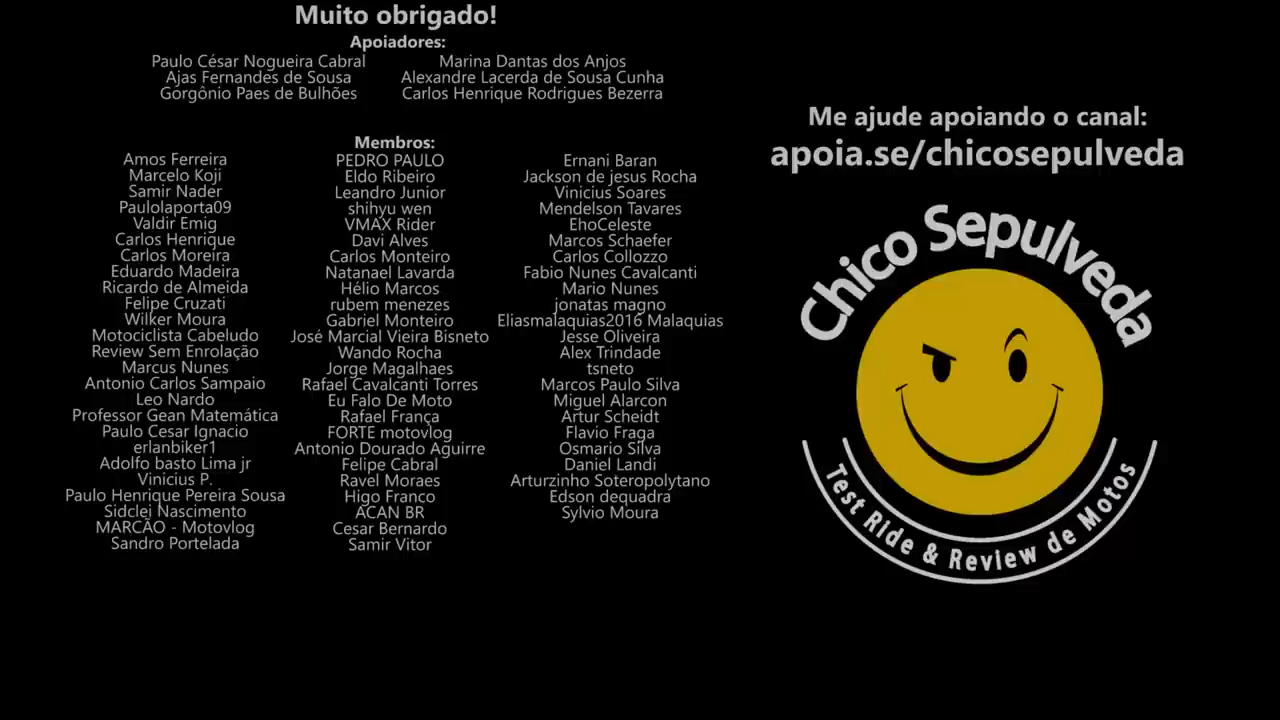 Muito obrigado!
Apoiadores:
Paulo César Nogueira Cabral
Ajas Fernandes de Sousa
Gorgônio Paes de Bulhões
Marina Dantas dos Anjos
Alexandre Lacerda de Sousa Cunha
Carlos Henrique Rodrigues Bezerra
Membros:
Amos Ferreira
Marcelo Koji
Samir Nader
Paulolaporta09
Valdir Emig
Carlos Henrique
Carlos Moreira
Eduardo Madeira
Ricardo de Almeida
Felipe Cruzati
Wilker Moura
Motociclista Cabeludo
Review Sem Enrolação
Marcus Nunes
Antonio Carlos Sampaio
Leo Nardo
Professor Gean Matemática
Paulo Cesar Ignacio
erlanbiker1
Adolfo basto Lima jr
Vinicius P.
Paulo Henrique Pereira Sousa
Sidclei Nascimento
MARCÃO - Motovlog
Sandro Portelada
PEDRO PAULO
Eldo Ribeiro
Leandro Junior
shihyu wen
VMAX Rider
Davi Alves
Carlos Monteiro
Natanael Lavarda
Hélio Marcos
rubem menezes
Gabriel Monteiro
José Marcial Vieira Bisneto
Wando Rocha
Jorge Magalhaes
Rafael Cavalcanti Torres
Eu Falo De Moto
Rafael França
FORTE motovlog
Antonio Dourado Aguirre
Felipe Cabral
Ravel Moraes
Higo Franco
ACAN BR
Cesar Bernardo
Samir Vitor
Ernani Baran
Jackson de jesus Rocha
Vinicius Soares
Mendelson Tavares
EhoCeleste
Marcos Schaefer
Carlos Collozzo
Fabio Nunes Cavalcanti
Mario Nunes
jonatas magno
Eliasmalaquias2016 Malaquias
Jesse Oliveira
Alex Trindade
tsneto
Marcos Paulo Silva
Miguel Alarcon
Artur Scheidt
Flavio Fraga
Osmario Silva
Daniel Landi
Arturzinho Soteropolytano
Edson dequadra
Sylvio Moura
Me ajude apoiando o canal:
apoia.se/chicosepulveda
Chico Sepulveda
Test Ride & Review de Motos